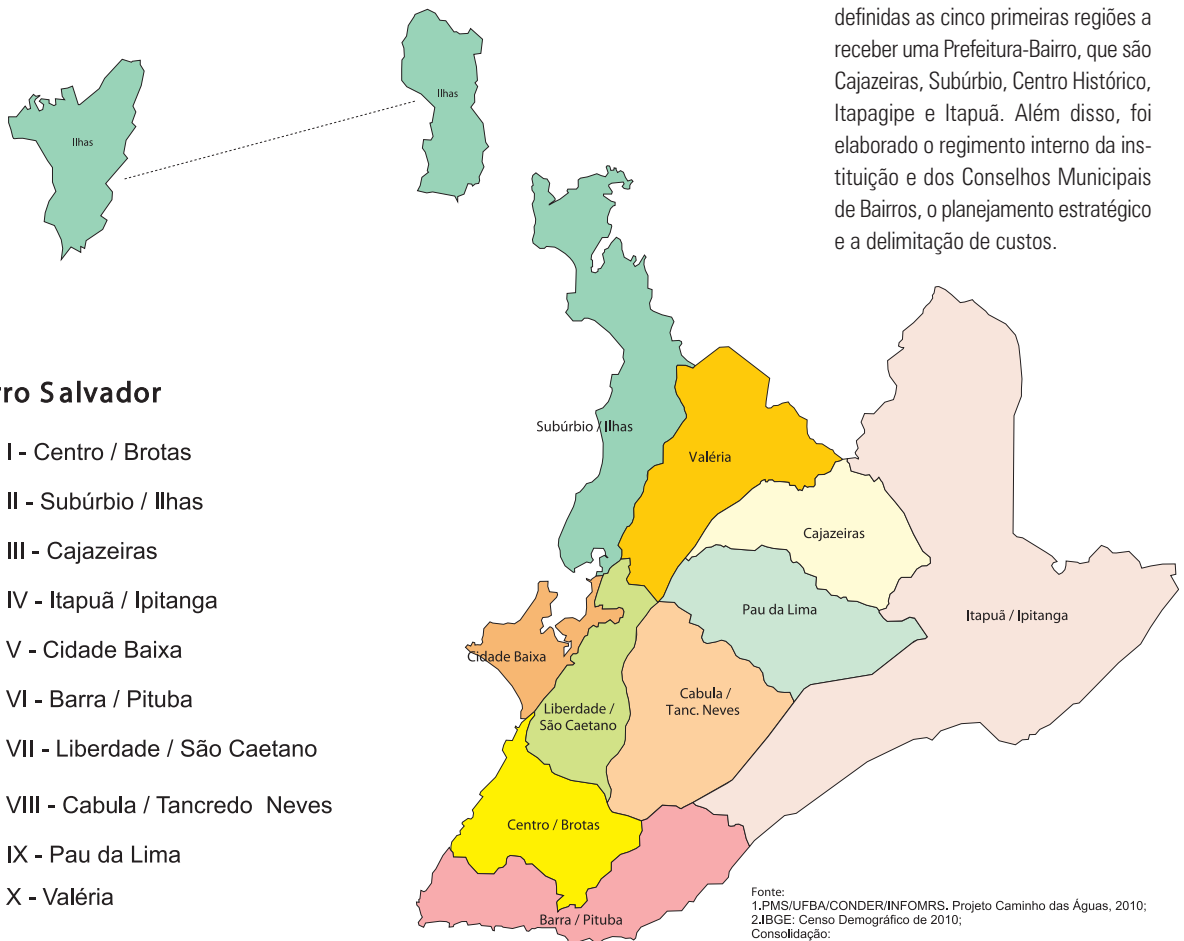 definidas as cinco primeiras regiões a
receber uma Prefeitura-Bairro, que são
Cajazeiras, Subúrbio, Centro Histórico,
Itapagipe e Itapuã. Além disso, foi
elaborado o regimento interno da ins-
tituição e dos Conselhos Municipais
de Bairros, o planejamento estratégico
e a delimitação de custos.
Ilhas
Ilhas
rro Salvador
I - Centro / Brotas
II - Subúrbio / Ilhas
III - Cajazeiras
IV - Itapuã / Ipitanga
V - Cidade Baixa
VI - Barra / Pituba
VII - Liberdade / São Caetano
VIII - Cabula / Tancredo Neves
IX - Pau da Lima
X - Valéria
Subúrbio / Ilhas
Valéria
Cajazeiras
Pau da Lima
Itapuã / Ipitanga
Cidade Baixa
Cabula /
Tanc. Neves
Liberdade /
São Caetano
Centro / Brotas
Barra / Pituba
Fonte:
1.PMS/UFBA/CONDER/INFOMRS. Projeto Caminho das Águas, 2010;
2.IBGE: Censo Demográfico de 2010;
Consolidação: